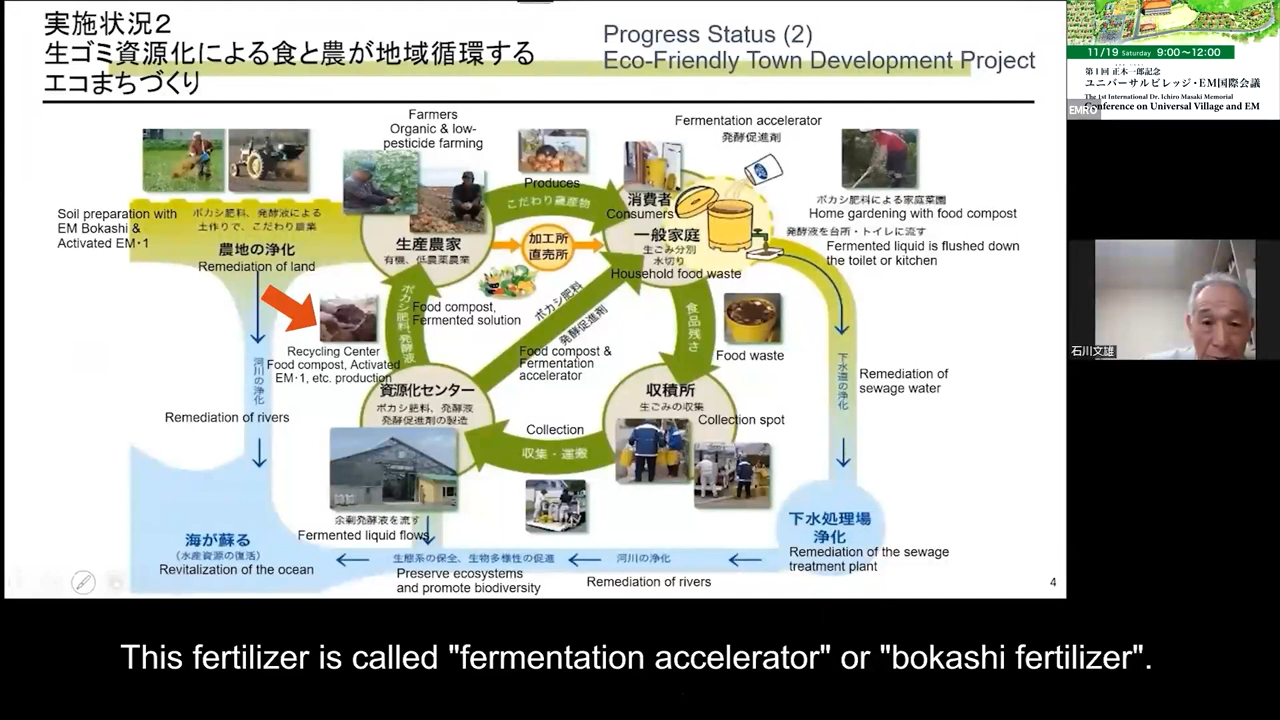 実施状況2
生ゴミ資源化による食と農が地域循環する
エコまちづくり
Progress Status (2)
Eco-Friendly Town Development Project
11/19 Saturday 9:00～12:00
第1回 正木一郎記念
ユニバーサルビレッジ・EM国際会議
The 1st International Dr. Ichiro Masaki Memorial
Conference on Universal Village and EM
EMRO
Farmers
Organic & low-
pesticide farming
Fermentation accelerator
発酵促進剤
Produces
こだわり農産物
Soil preparation with
EM Bokashi &
Activated EM･1
ボカシ肥料、発酵液による
土作りで、こだわり農業
農地の浄化
Remediation of land
生産農家
有機、低農薬農業
加工所
直売所
消費者
Consumers
一般家庭
生ごみ分別
水切り
Household food waste
ボカシ肥料による家庭菜園
Home gardening with food compost
発酵液を台所・トイレに流す
Fermented liquid is flushed down
the toilet or kitchen
ボカシ肥料、発酵液
Food compost,
Fermented solution
ボカシ肥料
発酵促進剤
Food compost &
Fermentation
accelerator
食品残さ
Food waste
Recycling Center
Food compost, Activated
EM･1, etc. production
河川の浄化
Remediation of rivers
資源化センター
ボカシ肥料、発酵液
発酵促進剤の製造
収積所
生ごみの収集
Collection spot
Collection
収集・運搬
下水道の浄化
Remediation of
sewage water
余剰発酵液を流す
Fermented liquid flows
海が蘇る
(水産資源の復活)
Revitalization of the ocean
生態系の保全、生物多様性の促進
Preserve ecosystems
and promote biodiversity
河川の浄化
Remediation of rivers
下水処理場
浄化
Remediation of the sewage
treatment plant
4
石川文雄
This fertilizer is called "fermentation accelerator" or "bokashi fertilizer".